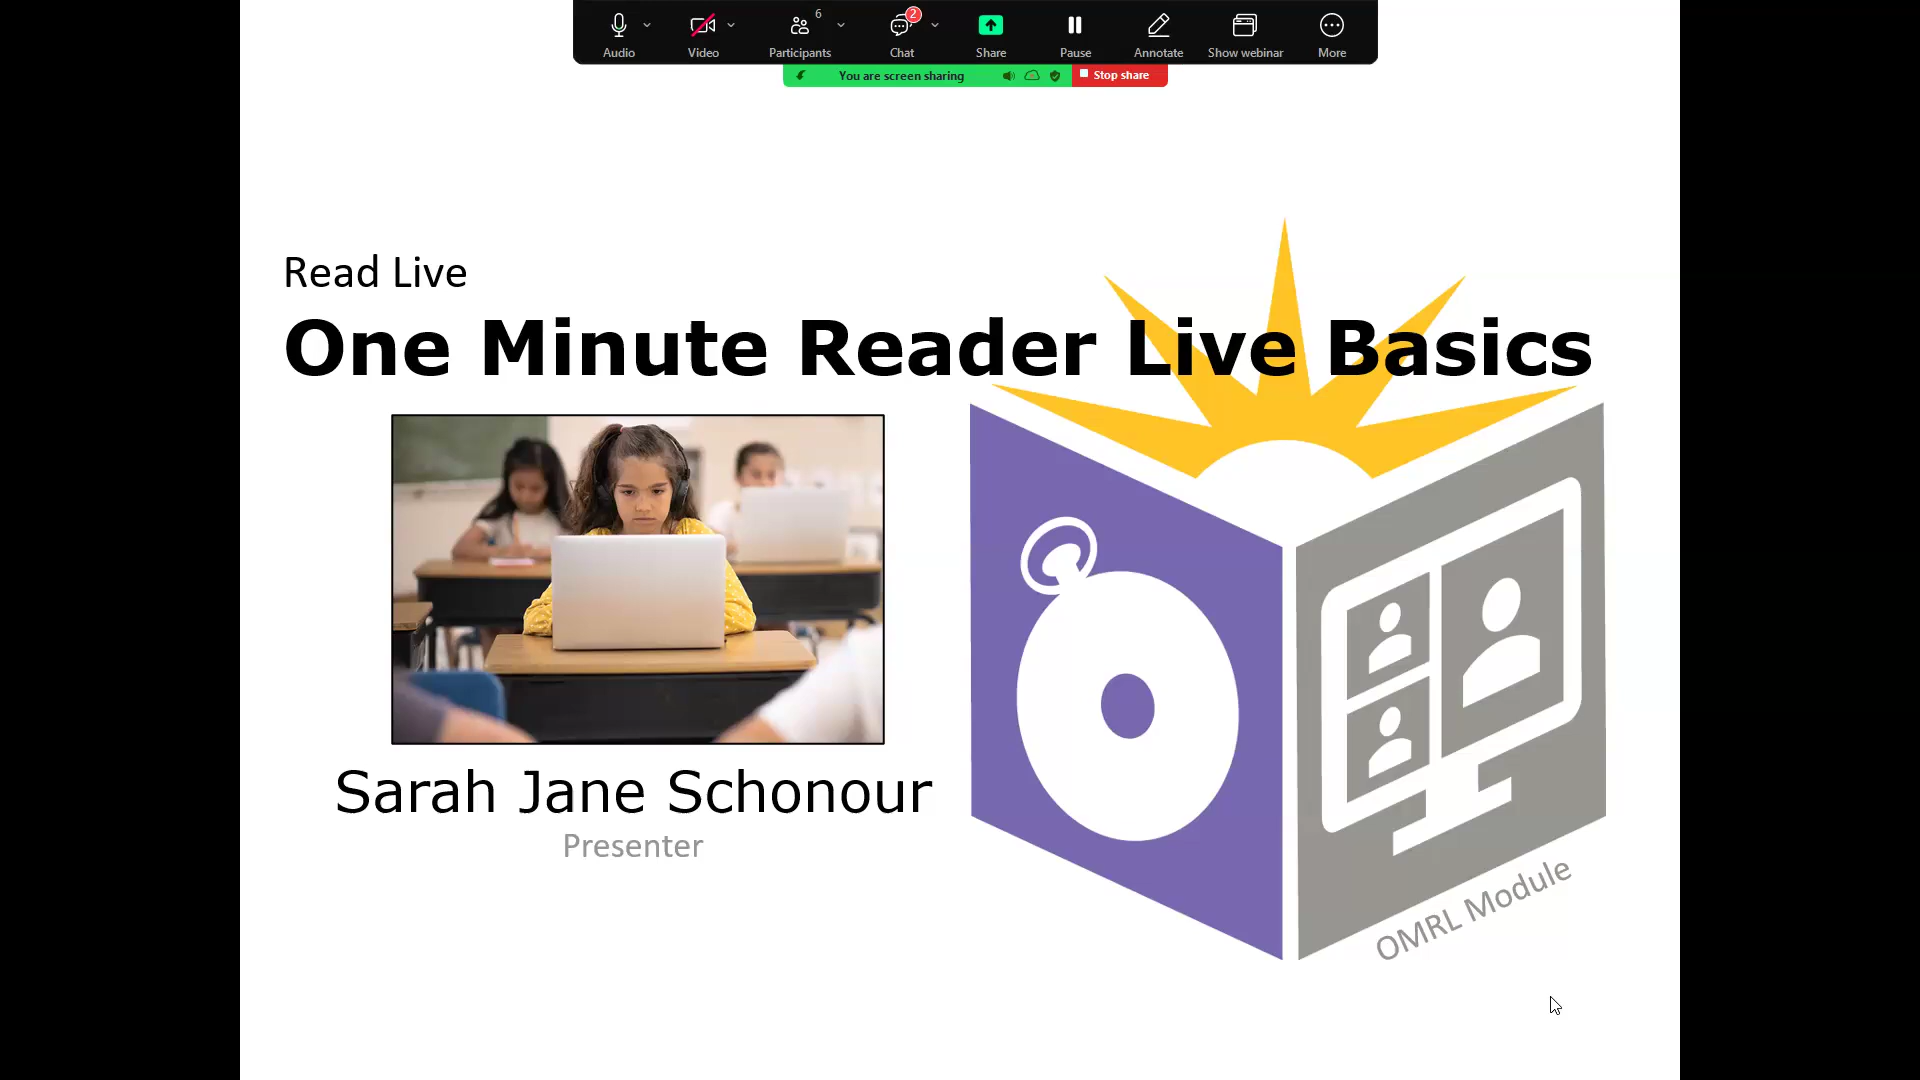 6
2
Audio Video Participants Chat Share Pause Annotate Show webinar More
You are screen sharing Stop share
Read Live
One Minute Reader Live Basics
Sarah Jane Schonour
Presenter
OMRL Module